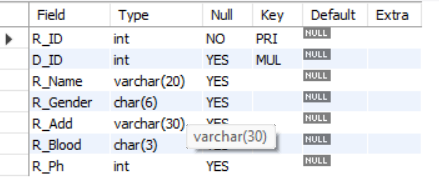 Field Type Null Key Default Extra
R_ID int NO PRI NULL
D_ID int YES MUL NULL
R_Name varchar(20) YES NULL
R_Gender char(6) YES NULL
R_Add varchar(30) YES NULL
varchar(30)
R_Blood char(3) YES NULL
R_Ph int YES NULL